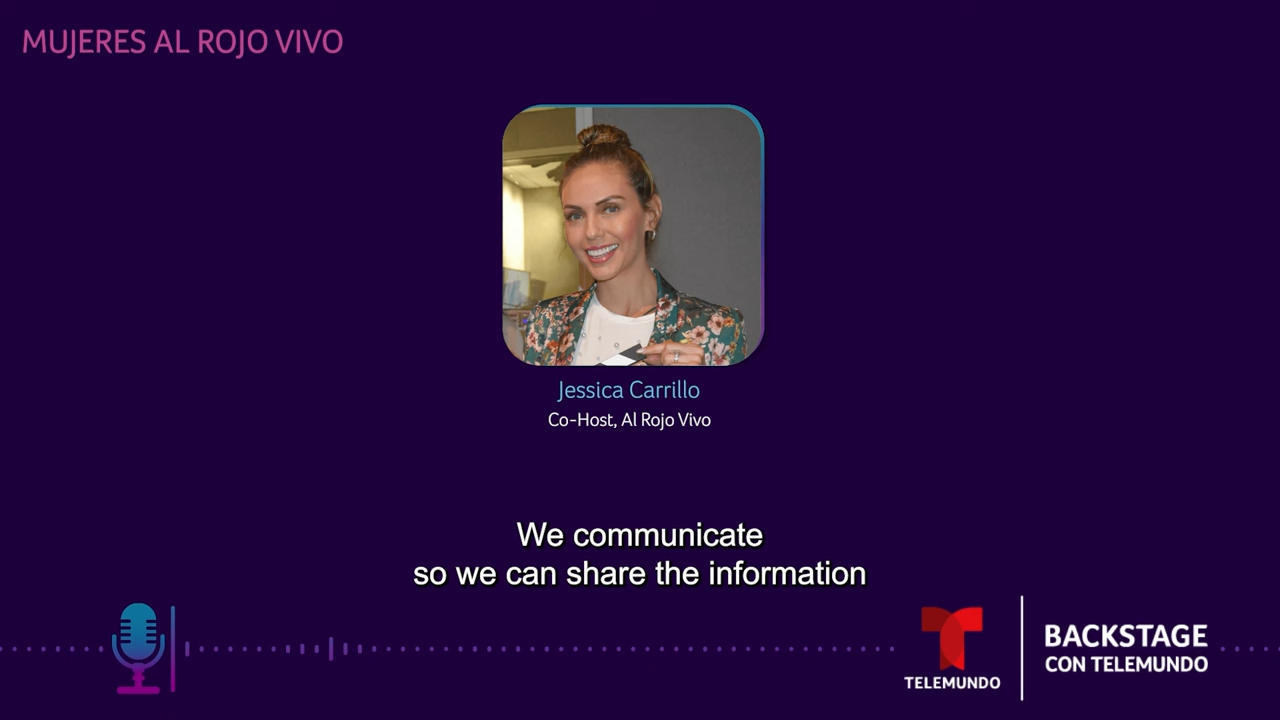 MUJERES AL ROJO VIVO
Jessica Carrillo
Co-Host, Al Rojo Vivo
We communicate
so we can share the information
TELEMUNDO
BACKSTAGE
CON TELEMUNDO